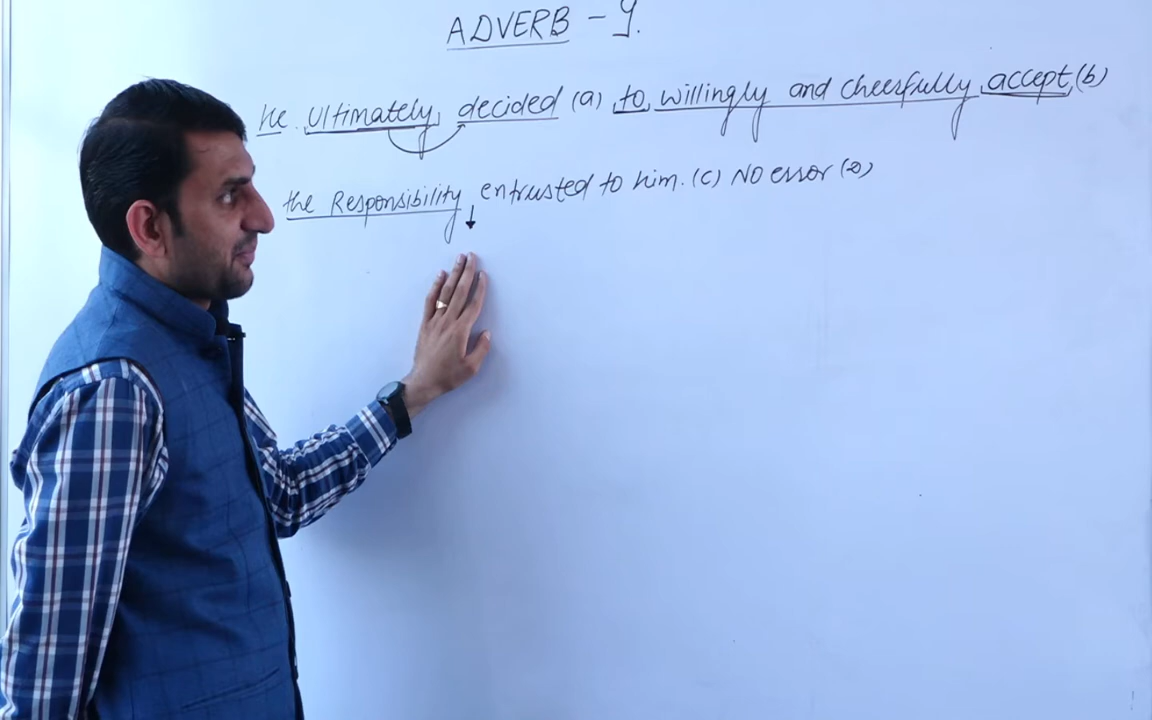 ADVERB - 9.
He ultimately decided (a) to willingly and cheerfully accept (b)
the Responsibility entrusted to him. (c) No error (e)